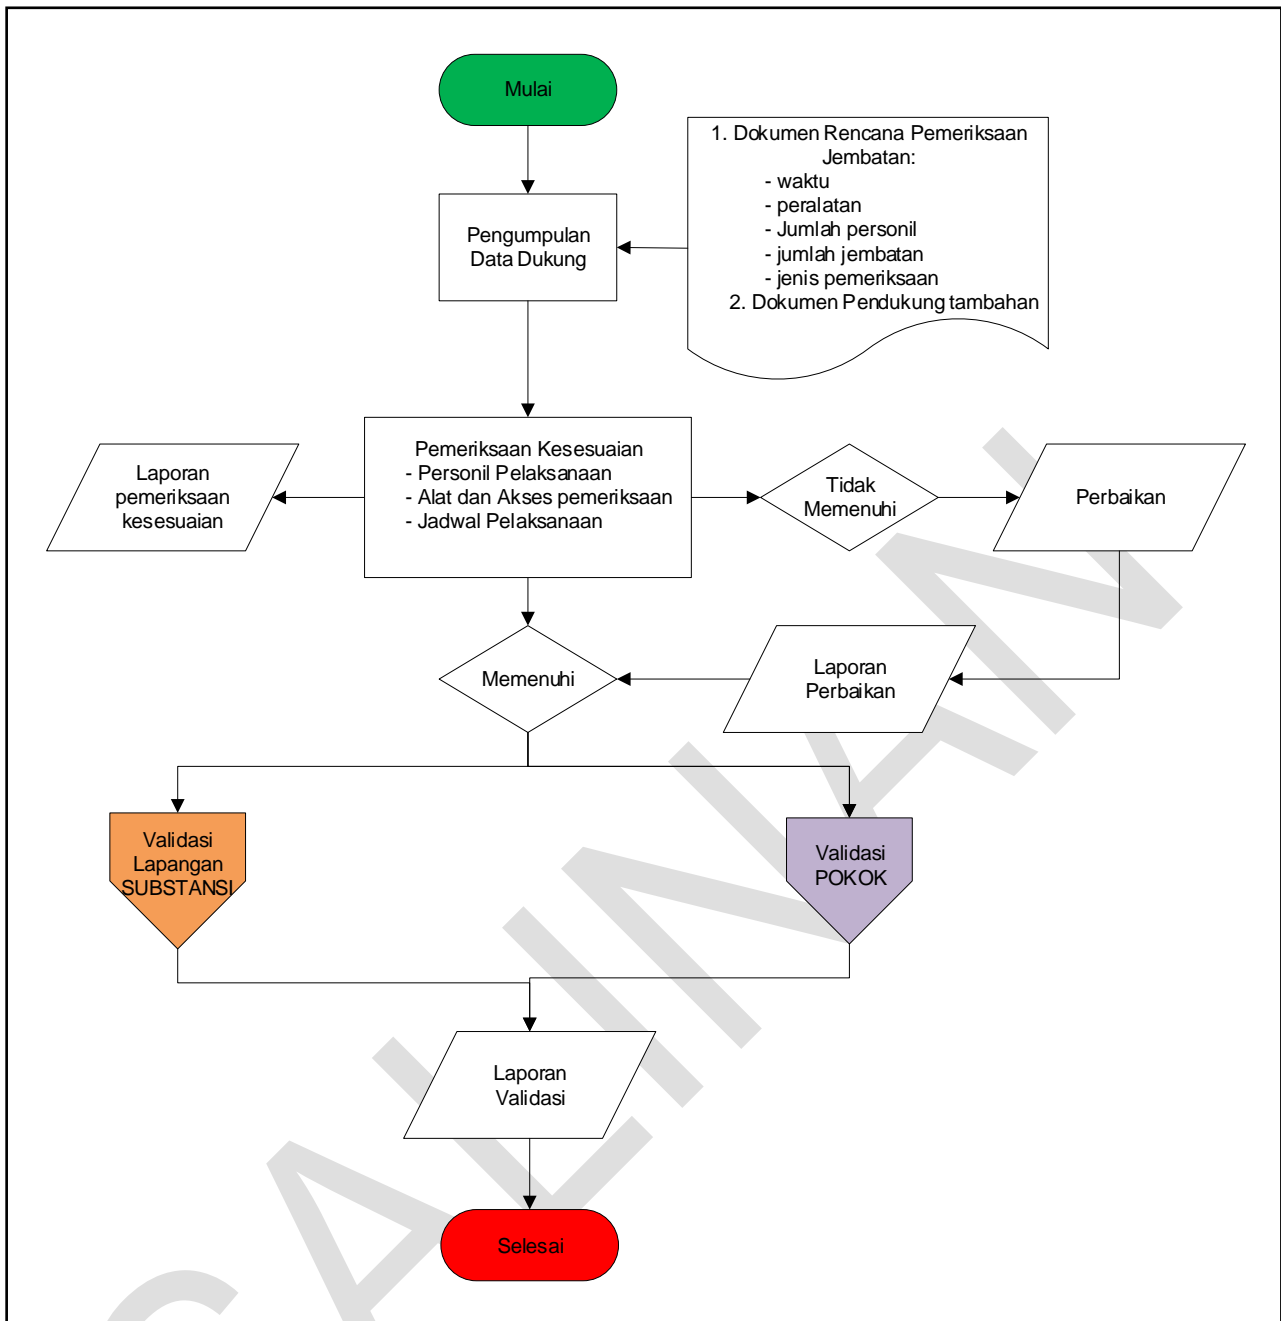 Mulai
1. Dokumen Rencana Pemeriksaan
Jembatan:
- waktu
- peralatan
- Jumlah personil
- jumlah jembatan
- jenis pemeriksaan
2. Dokumen Pendukung tambahan
Pengumpulan
Data Dukung
Pemeriksaan Kesesuaian
- Personil Pelaksanaan
- Alat dan Akses pemeriksaan
- Jadwal Pelaksanaan
Laporan
pemeriksaan
kesesuaian
Tidak
Memenuhi
Perbaikan
Memenuhi
Laporan
Perbaikan
Validasi
Lapangan
SUBSTANSI
Validasi
POKOK
Laporan
Validasi
Selesai
SALINAN